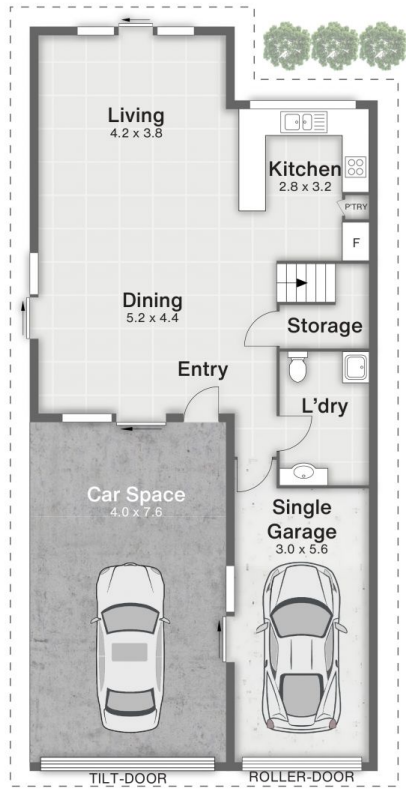 Living
4.2 x 3.8
Kitchen
2.8 x 3.2
P'TRY
F
Dining
5.2 x 4.4
Storage
Entry
L'dry
Car Space
4.0 x 7.6
Single
Garage
3.0 x 5.6
TILT-DOOR
ROLLER-DOOR